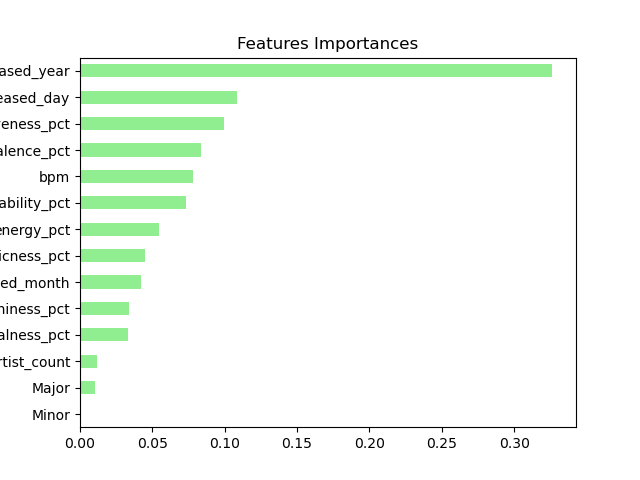 Features Importances
ased_year
eased_day
eness_pct
alence_pct
bpm
ability_pct
energy_pct
icness_pct
ed_month
niness_pct
alness_pct
rtist_count
Major
Minor
0.00 0.05 0.10 0.15 0.20 0.25 0.30